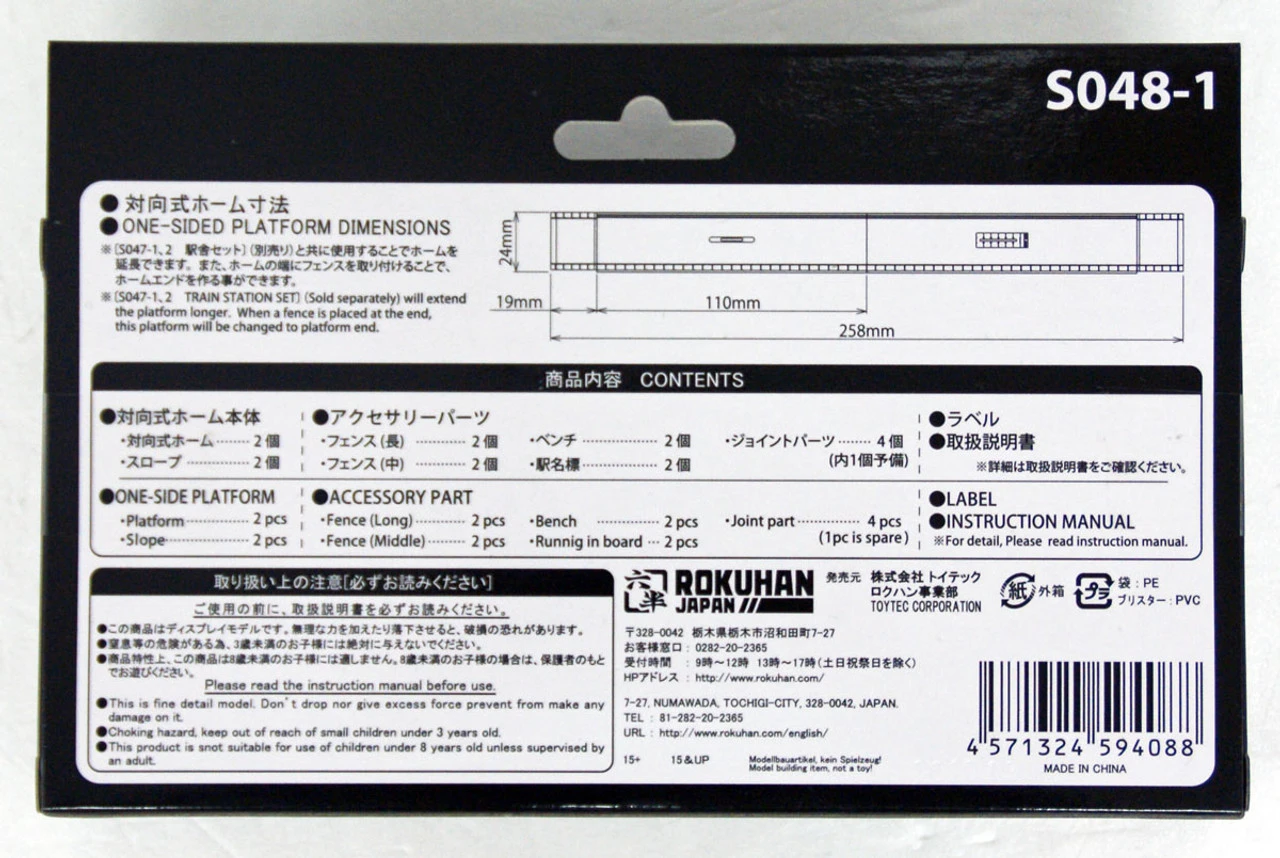 S048-1
●対向式ホーム寸法
●ONE-SIDED PLATFORM DIMENSIONS
※[S047-1、2 駅舎セット](別売り)と共に使用することでホームを
延長できます。また、ホームの端にフェンスを取り付けることで、
ホームエンドを作る事ができます。
※[S047-1、2 TRAIN STATION SET] (Sold separately) will extend
the platform longer. When a fence is placed at the end,
this platform will be changed to platform end.
24mm
19mm
110mm
258mm
商品内容 CONTENTS
●対向式ホーム本体
・対向式ホーム……2個
・スロープ……2個
●アクセサリーパーツ
・フェンス(長)……2個
・フェンス(中)……2個
・ベンチ……2個
・駅名標……2個
・ジョイントパーツ……4個
(内1個予備)
●ラベル
●取扱説明書
※詳細は取扱説明書をご確認ください。
●ONE-SIDE PLATFORM
・Platform……2 pcs
・Slope……2 pcs
●ACCESSORY PART
・Fence (Long)……2 pcs
・Fence (Middle)……2 pcs
・Bench……2 pcs
・Runnig in board…2 pcs
・Joint part……4 pcs
(1pc is spare)
●LABEL
●INSTRUCTION MANUAL
※For detail, Please read instruction manual.
取り扱い上の注意[必ずお読みください]
ご使用の前に、取扱説明書を必ずお読みください。
●この商品はディスプレイモデルです。無理な力を加えたり落下させると、破損の恐れがあります。
●窒息等の危険がある為、3歳未満のお子様には絶対に与えないでください。
●商品特性上、この商品は8歳未満のお子様には適しません。8歳未満のお子様の場合は、保護者のもと
でお遊びください。
Please read the instruction manual before use.
●This is fine detail model. Don't drop nor give excess force prevent from make any
damage on it.
●Choking hazard, keep out of reach of small children under 3 years old.
●This product is snot suitable for use of children under 8 years old unless supervised by
an adult.
六半 ROKUHAN
JAPAN
発売元 株式会社 トイテック
ロクハン事業部
TOYTEC CORPORATION
紙 外箱
プラ 袋:PE
ブリスター:PVC
〒328-0042 栃木県栃木市沼和田町7-27
お客様窓口:0282-20-2365
受付時間 :9時〜12時 13時〜17時(土日祝祭日を除く)
HPアドレス:http://www.rokuhan.com/
7-27, NUMAWADA, TOCHIGI-CITY, 328-0042, JAPAN.
TEL : 81-282-20-2365
URL : http://www.rokuhan.com/english/
15+ 15&UP
Modellbauartikel, kein Spielzeug!
Model building item, not a toy!
4 571324 594088
MADE IN CHINA